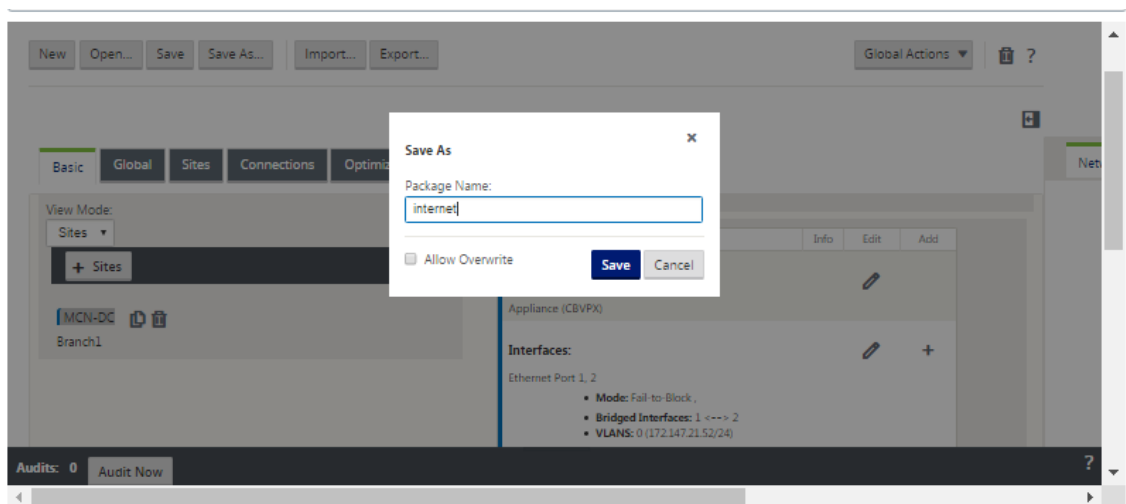 New Open... Save Save As... Import... Export... Global Actions ▼ ?
Save As ×
Package Name:
internet
Allow Overwrite Save Cancel
Basic Global Sites Connections
View Mode:
Sites ▼
+ Sites
MCN-DC
Branch1
Info Edit Add
Appliance (CBVPX)
Interfaces: +
Ethernet Port 1, 2
• Mode: Fail-to-Block ,
• Bridged Interfaces: 1 <--> 2
• VLANS: 0 (172.147.21.52/24)
Audits: 0 Audit Now ?